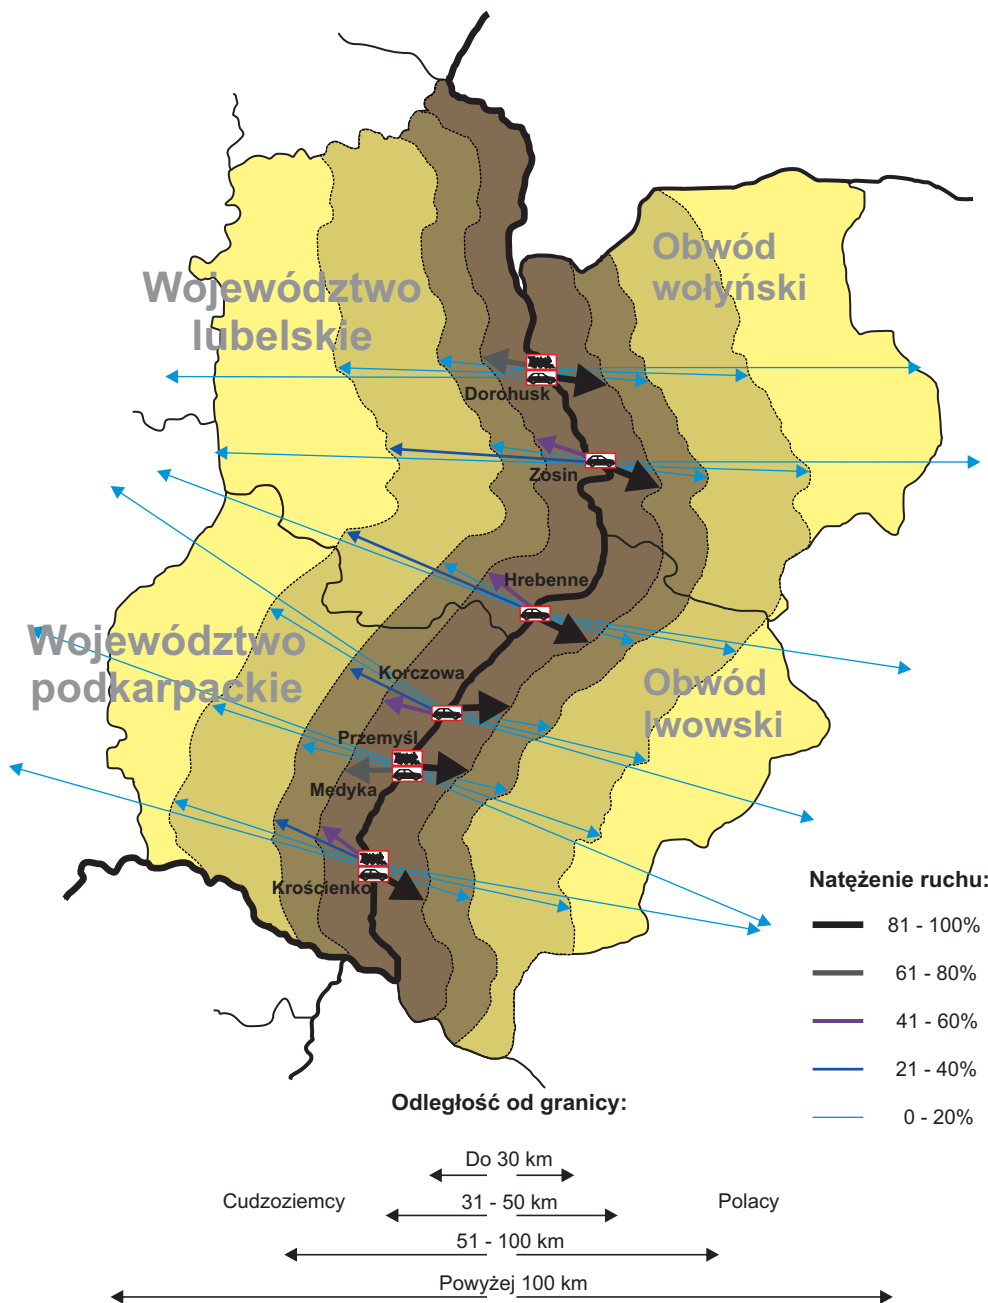 Obwód
wołyński
Województwo
lubelskie
Dorohusk
Zosin
Hrebenne
Województwo
podkarpackie
Korczowa
Obwód
lwowski
Przemyśl
Medyka
Krościenko
Natężenie ruchu:
81 - 100%
61 - 80%
41 - 60%
21 - 40%
0 - 20%
Odległość od granicy:
Do 30 km
Cudzoziemcy
31 - 50 km
Polacy
51 - 100 km
Powyżej 100 km